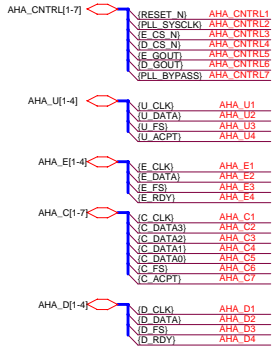 AHA_CNTRL[1-7]
{RESET_N} AHA_CNTRL1
{PLL_SYSCLK} AHA_CNTRL2
{E_CS_N} AHA_CNTRL3
{D_CS_N} AHA_CNTRL4
{E_GOUT} AHA_CNTRL5
{D_GOUT} AHA_CNTRL6
{PLL_BYPASS} AHA_CNTRL7
AHA_U[1-4]
{U_CLK} AHA_U1
{U_DATA} AHA_U2
{U_FS} AHA_U3
{U_ACPT} AHA_U4
AHA_E[1-4]
{E_CLK} AHA_E1
{E_DATA} AHA_E2
{E_FS} AHA_E3
{E_RDY} AHA_E4
AHA_C[1-7]
{C_CLK} AHA_C1
{C_DATA3} AHA_C2
{C_DATA2} AHA_C3
{C_DATA1} AHA_C4
{C_DATA0} AHA_C5
{C_FS} AHA_C6
{C_ACPT} AHA_C7
AHA_D[1-4]
{D_CLK} AHA_D1
{D_DATA} AHA_D2
{D_FS} AHA_D3
{D_RDY} AHA_D4